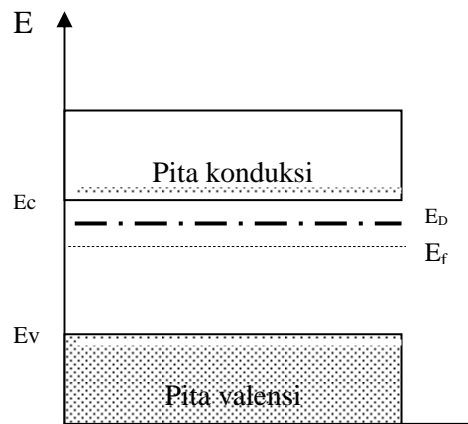 E
Pita konduksi
Ec
E_D
E_f
Ev
Pita valensi